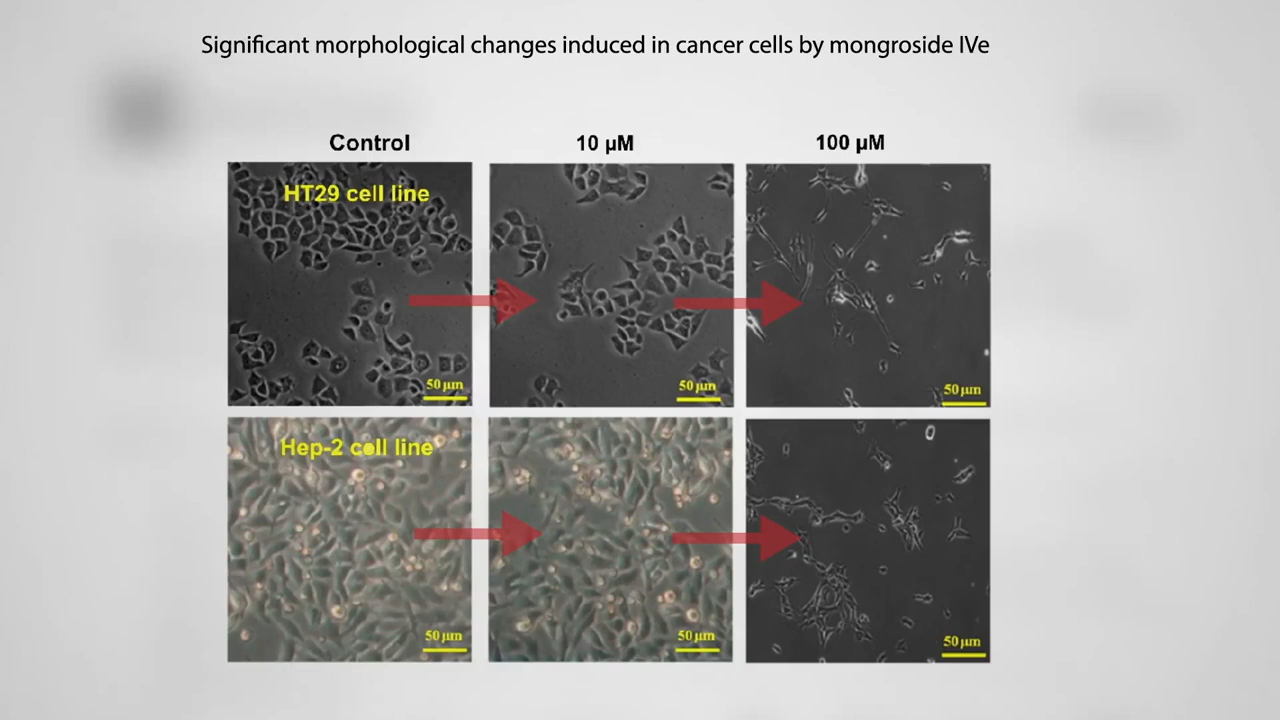 Significant morphological changes induced in cancer cells by mongroside IVe
Control 10 µM 100 µM
HT29 cell line
50 µm 50 µm 50 µm
Hep-2 cell line
50 µm 50 µm 50 µm